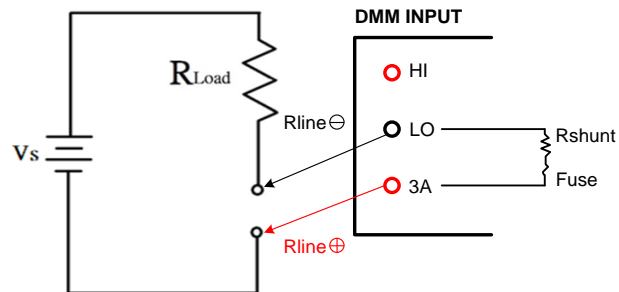 DMM INPUT
HI
RLoad
Rline⊖
LO
Rshunt
Vs
3A
Fuse
Rline⊕